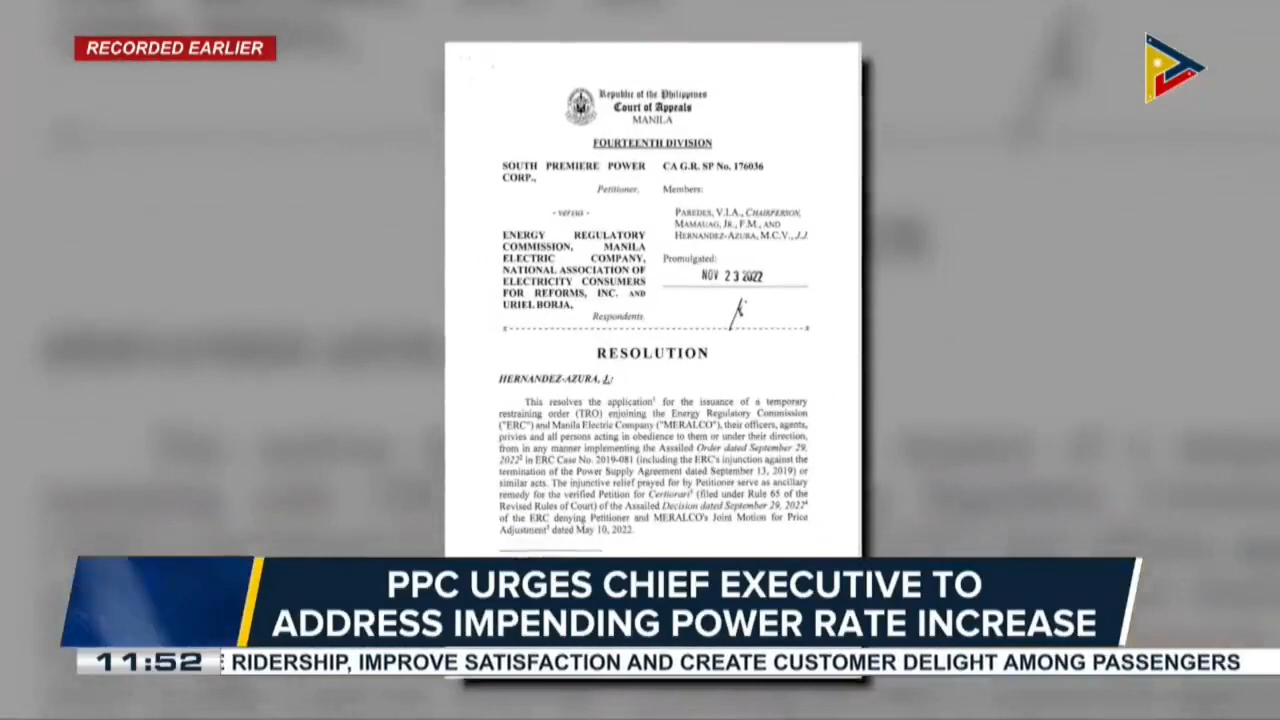 RECORDED EARLIER
Republic of the Philippines
Court of Appeals
MANILA
FOURTEENTH DIVISION
SOUTH PREMIERE POWER CORP.,
Petitioner,
- versus -
ENERGY REGULATORY
COMMISSION, MANILA
ELECTRIC COMPANY,
NATIONAL ASSOCIATION OF
ELECTRICITY CONSUMERS
FOR REFORMS, INC. AND
URIEL BORJA,
Respondents.
CA G.R. SP No. 176036
Members:
PAREDES, V.I.A., CHAIRPERSON,
MAMAUAG, JR., F.M., AND
HERNANDEZ-AZURA, M.C.V., JJ.
Promulgated:
NOV 23 2022
x-----------------------------------------------------------x
RESOLUTION
HERNANDEZ-AZURA, J.:
This resolves the application¹ for the issuance of a temporary
restraining order (TRO) enjoining the Energy Regulatory Commission
("ERC") and Manila Electric Company ("MERALCO"), their officers, agents,
privies and all persons acting in obedience to them or under their direction,
from in any manner implementing the Assailed Order dated September 29,
2022² in ERC Case No. 2019-081 (including the ERC's injunction against the
termination of the Power Supply Agreement dated September 13, 2019) or
similar acts. The injunctive relief prayed for by Petitioner serve as ancillary
remedy for the verified Petition for Certiorari³ (filed under Rule 65 of the
Revised Rules of Court) of the Assailed Decision dated September 29, 2022⁴
of the ERC denying Petitioner and MERALCO's Joint Motion for Price
Adjustment⁵ dated May 10, 2022.
PPC URGES CHIEF EXECUTIVE TO
ADDRESS IMPENDING POWER RATE INCREASE
11:52
RIDERSHIP, IMPROVE SATISFACTION AND CREATE CUSTOMER DELIGHT AMONG PASSENGERS